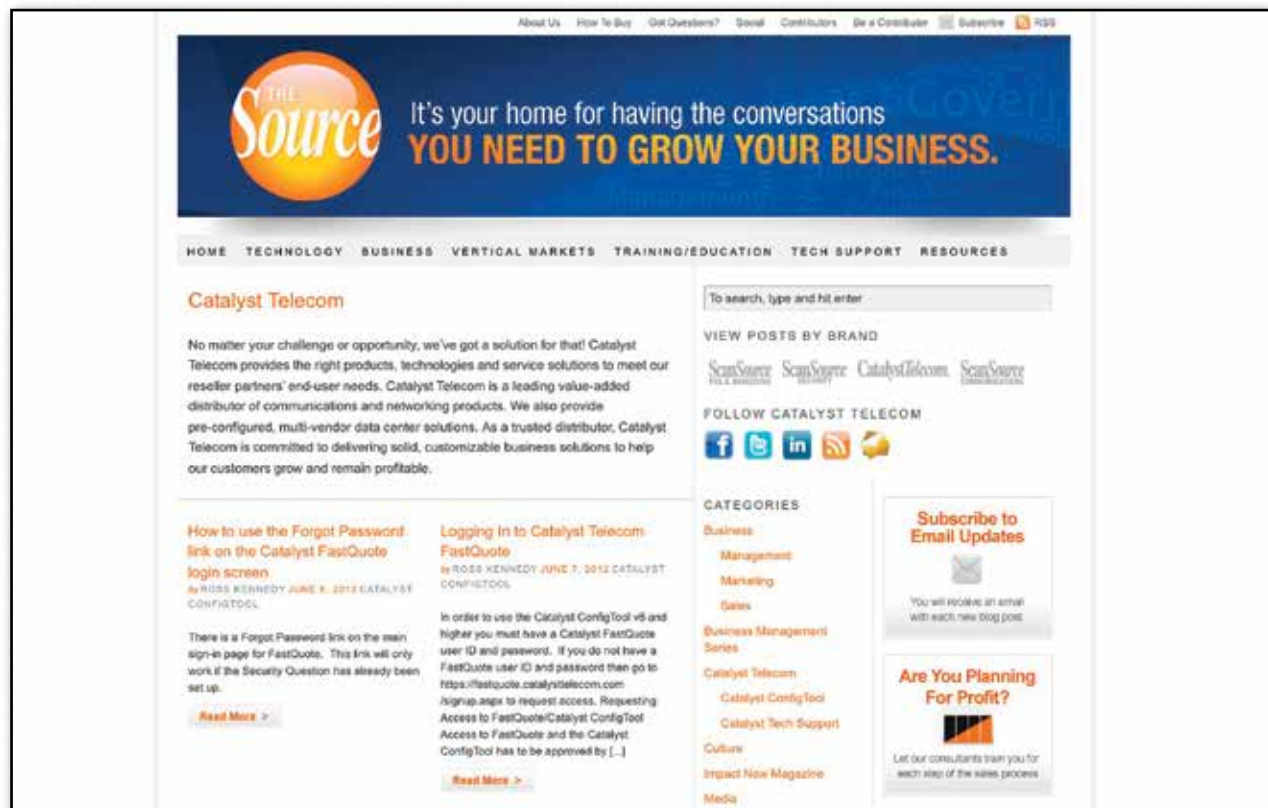 About Us How To Buy Got Questions? Social Contributors Be a Contributer Subscribe RSS
THE
Source
It's your home for having the conversations
YOU NEED TO GROW YOUR BUSINESS.
HOME TECHNOLOGY BUSINESS VERTICAL MARKETS TRAINING/EDUCATION TECH SUPPORT RESOURCES
Catalyst Telecom
No matter your challenge or opportunity, we've got a solution for that! Catalyst
Telecom provides the right products, technologies and service solutions to meet our
reseller partners' end-user needs. Catalyst Telecom is a leading value-added
distributor of communications and networking products. We also provide
pre-configured, multi-vendor data center solutions. As a trusted distributor, Catalyst
Telecom is committed to delivering solid, customizable business solutions to help
our customers grow and remain profitable.
How to use the Forgot Password
link on the Catalyst FastQuote
login screen
by ROSS KENNEDY JUNE 8, 2012 CATALYST
CONFIGTOOL
There is a Forgot Password link on the main
sign-in page for FastQuote. This link will only
work if the Security Question has already been
set up.
Read More >
Logging In to Catalyst Telecom
FastQuote
by ROSS KENNEDY JUNE 7, 2012 CATALYST
CONFIGTOOL
In order to use the Catalyst ConfigTool v6 and
higher you must have a Catalyst FastQuote
user ID and password. If you do not have a
FastQuote user ID and password then go to
https://fastquote.catalysttelecom.com
/signup.aspx to request access. Requesting
Access to FastQuote/Catalyst ConfigTool
Access to FastQuote and the Catalyst
ConfigTool has to be approved by [...]
Read More >
To search, type and hit enter
VIEW POSTS BY BRAND
ScanSource ScanSource CatalystTelecom ScanSource
POS & BARCODING SECURITY COMMUNICATIONS
FOLLOW CATALYST TELECOM
CATEGORIES
Business
Management
Marketing
Sales
Business Management
Series
Catalyst Telecom
Catalyst ConfigTool
Catalyst Tech Support
Culture
Impact Now Magazine
Media
Subscribe to
Email Updates
You will receive an email
with each new blog post
Are You Planning
For Profit?
Let our consultants train you for
each step of the sales process